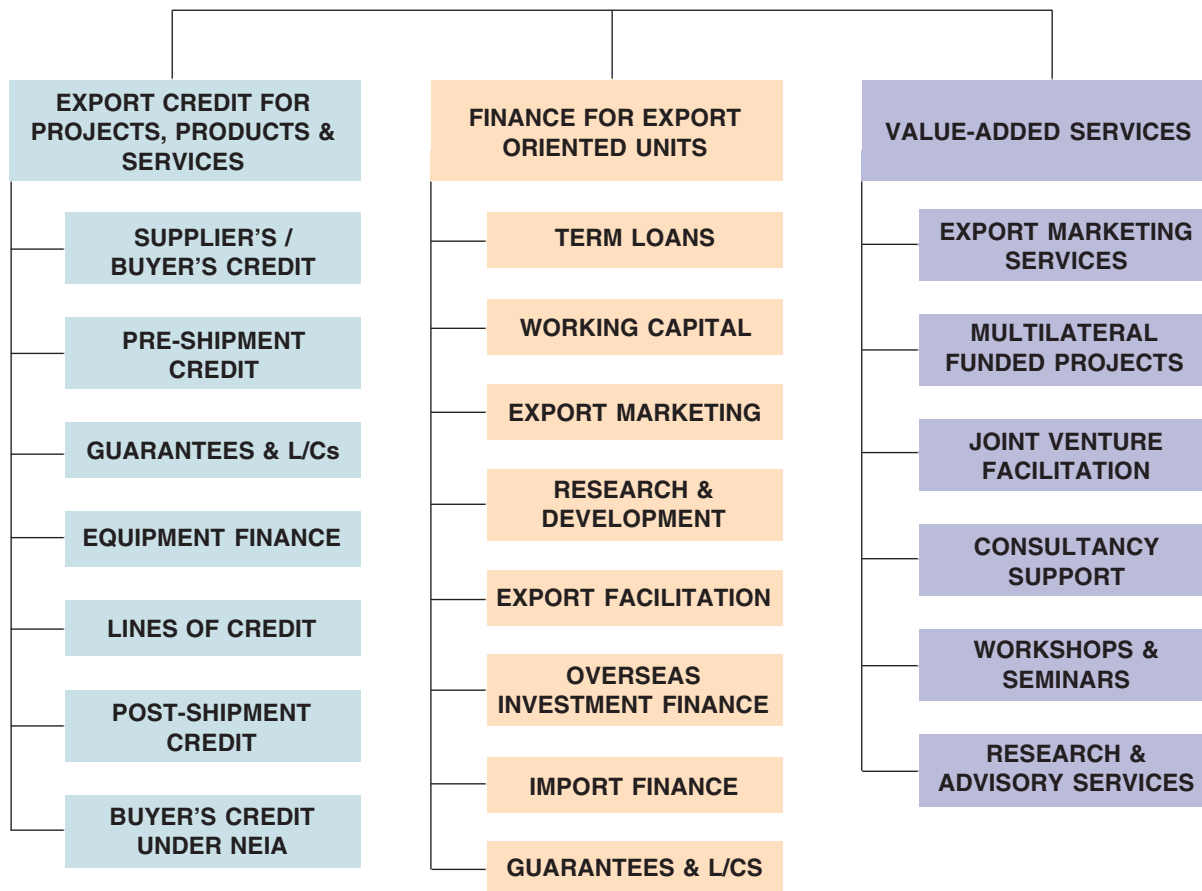 EXPORT CREDIT FOR
PROJECTS, PRODUCTS &
SERVICES
SUPPLIER'S /
BUYER'S CREDIT
PRE-SHIPMENT
CREDIT
GUARANTEES & L/Cs
EQUIPMENT FINANCE
LINES OF CREDIT
POST-SHIPMENT
CREDIT
BUYER'S CREDIT
UNDER NEIA
FINANCE FOR EXPORT
ORIENTED UNITS
TERM LOANS
WORKING CAPITAL
EXPORT MARKETING
RESEARCH &
DEVELOPMENT
EXPORT FACILITATION
OVERSEAS
INVESTMENT FINANCE
IMPORT FINANCE
GUARANTEES & L/CS
VALUE-ADDED SERVICES
EXPORT MARKETING
SERVICES
MULTILATERAL
FUNDED PROJECTS
JOINT VENTURE
FACILITATION
CONSULTANCY
SUPPORT
WORKSHOPS &
SEMINARS
RESEARCH &
ADVISORY SERVICES